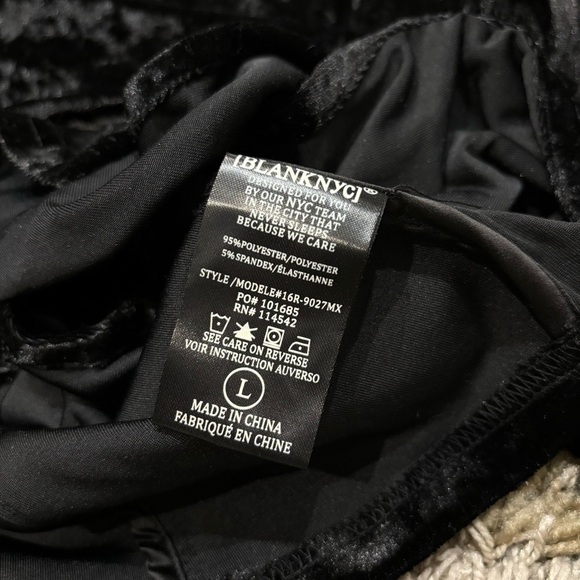 [BLANKNYC]®
DESIGNED FOR YOU
BY OUR NYC TEAM
IN THE CITY THAT
NEVER SLEEPS
BECAUSE WE CARE
95%POLYESTER/POLYESTER
5%SPANDEX/ÉLASTHANNE
STYLE /MODELE#16R-9027MX
PO# 101685
RN# 114542
SEE CARE ON REVERSE
VOIR INSTRUCTION AUVERSO
L
MADE IN CHINA
FABRIQUÉ EN CHINE